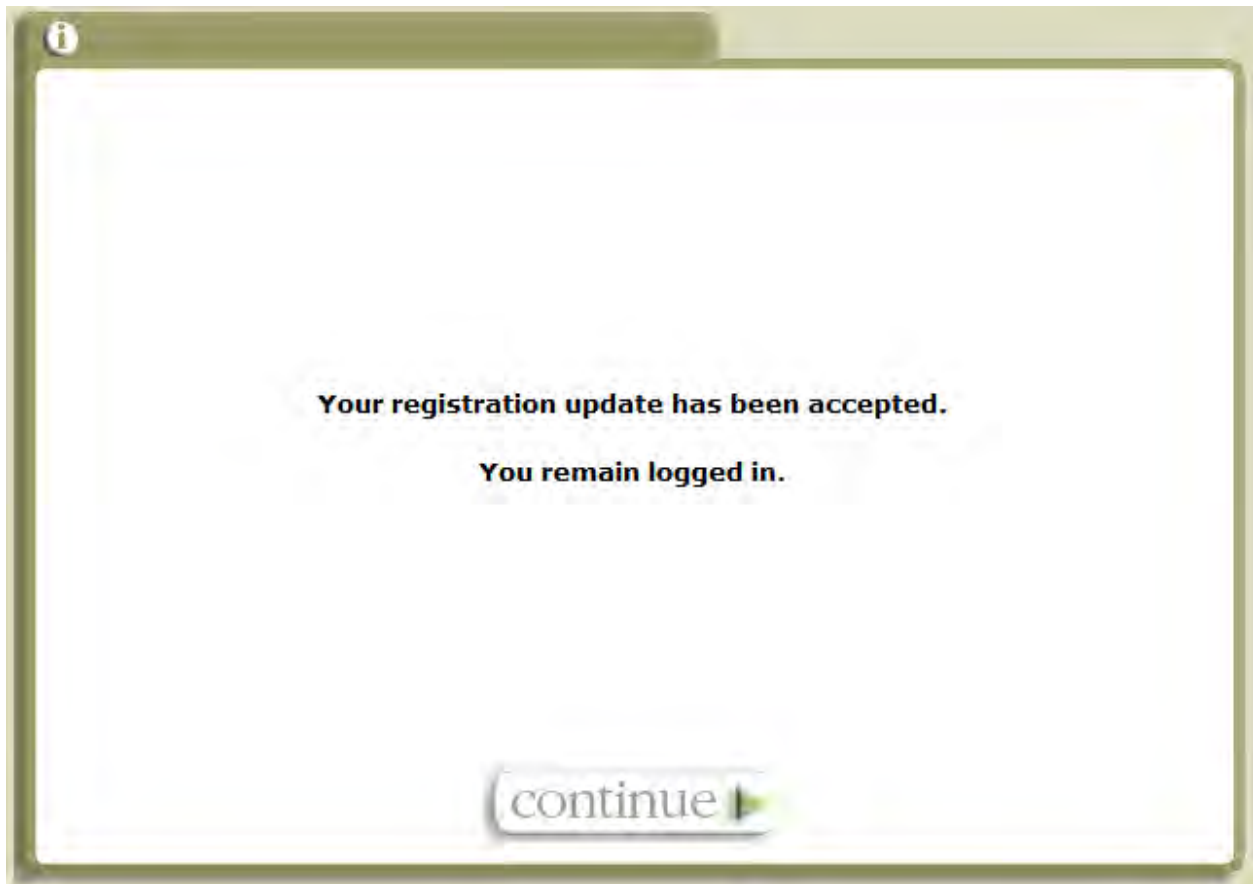 Your registration update has been accepted.
You remain logged in.
continue